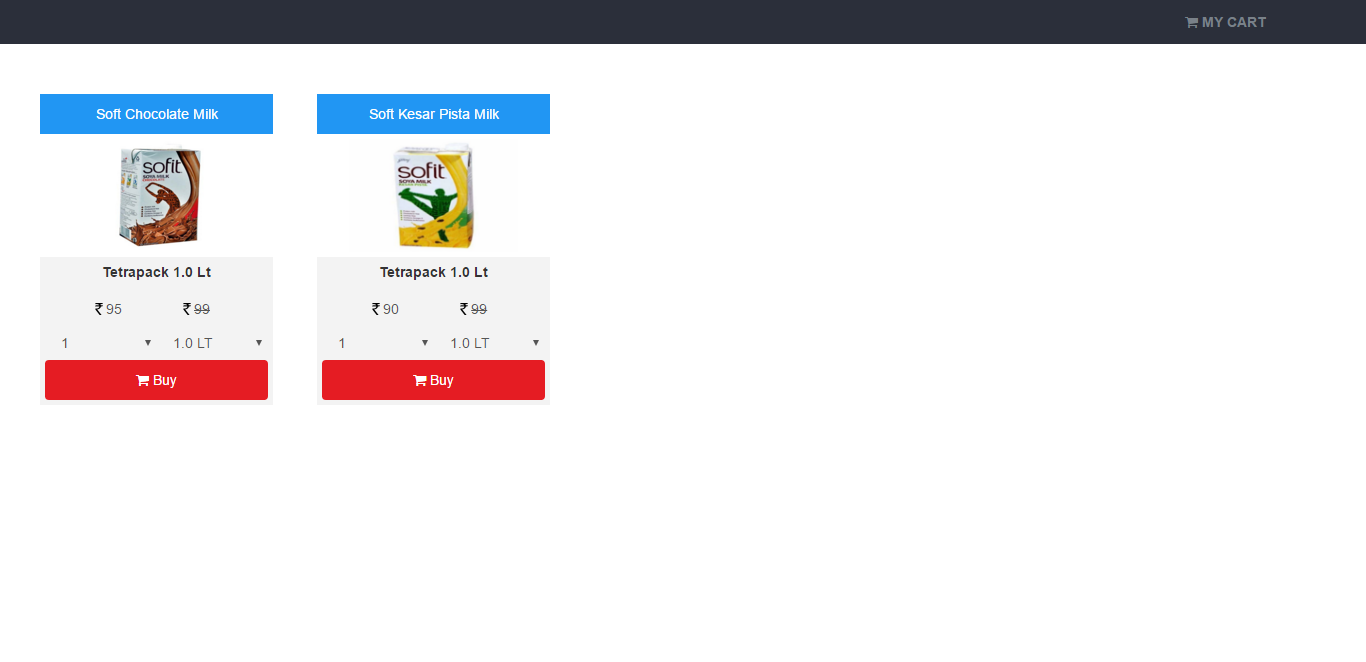 MY CART
Soft Chocolate Milk
sofit
SOYA MILK
CHOCOLATE
Tetrapack 1.0 Lt
₹ 95 ₹ 99
1 ▼ 1.0 LT ▼
Buy
Soft Kesar Pista Milk
sofit
SOYA MILK
Tetrapack 1.0 Lt
₹ 90 ₹ 99
1 ▼ 1.0 LT ▼
Buy